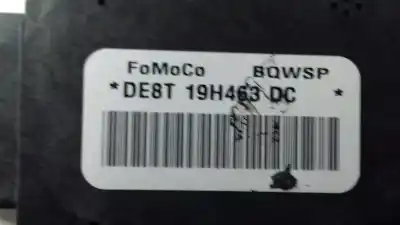 FoMoCo BQWSP
*DE8T 19H463 DC *